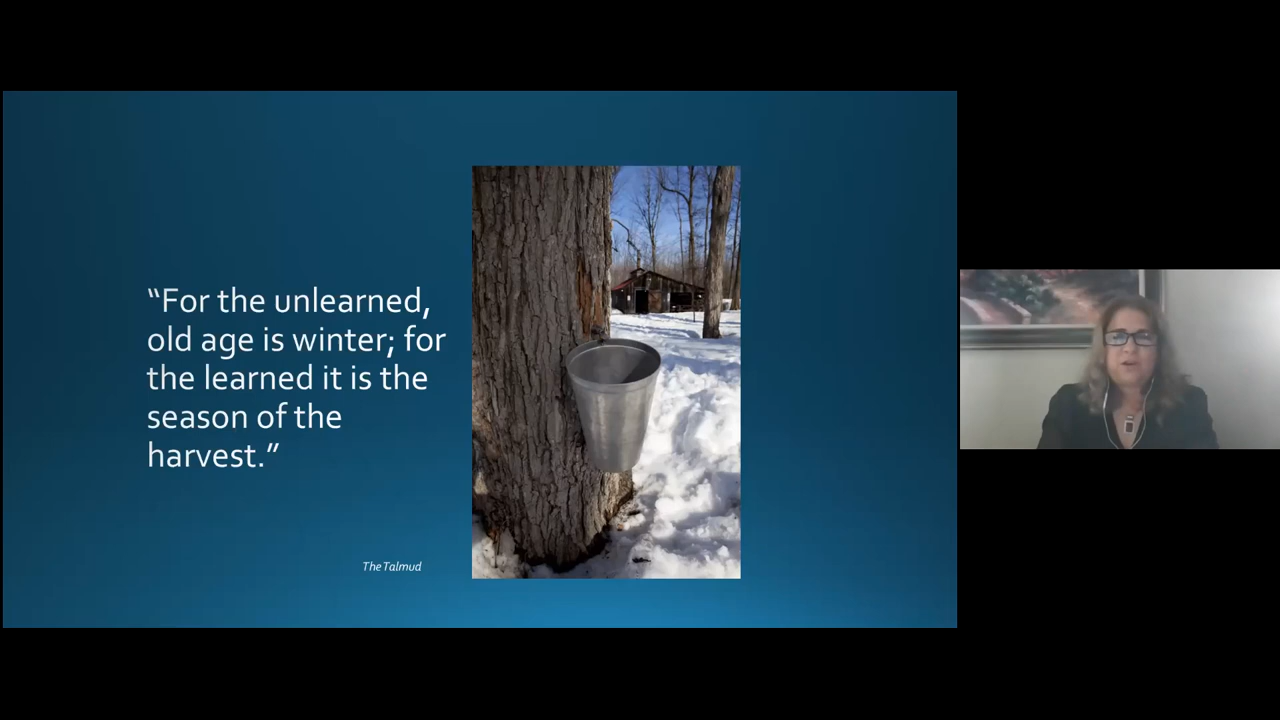 “For the unlearned,
old age is winter; for
the learned it is the
season of the
harvest.”
The Talmud